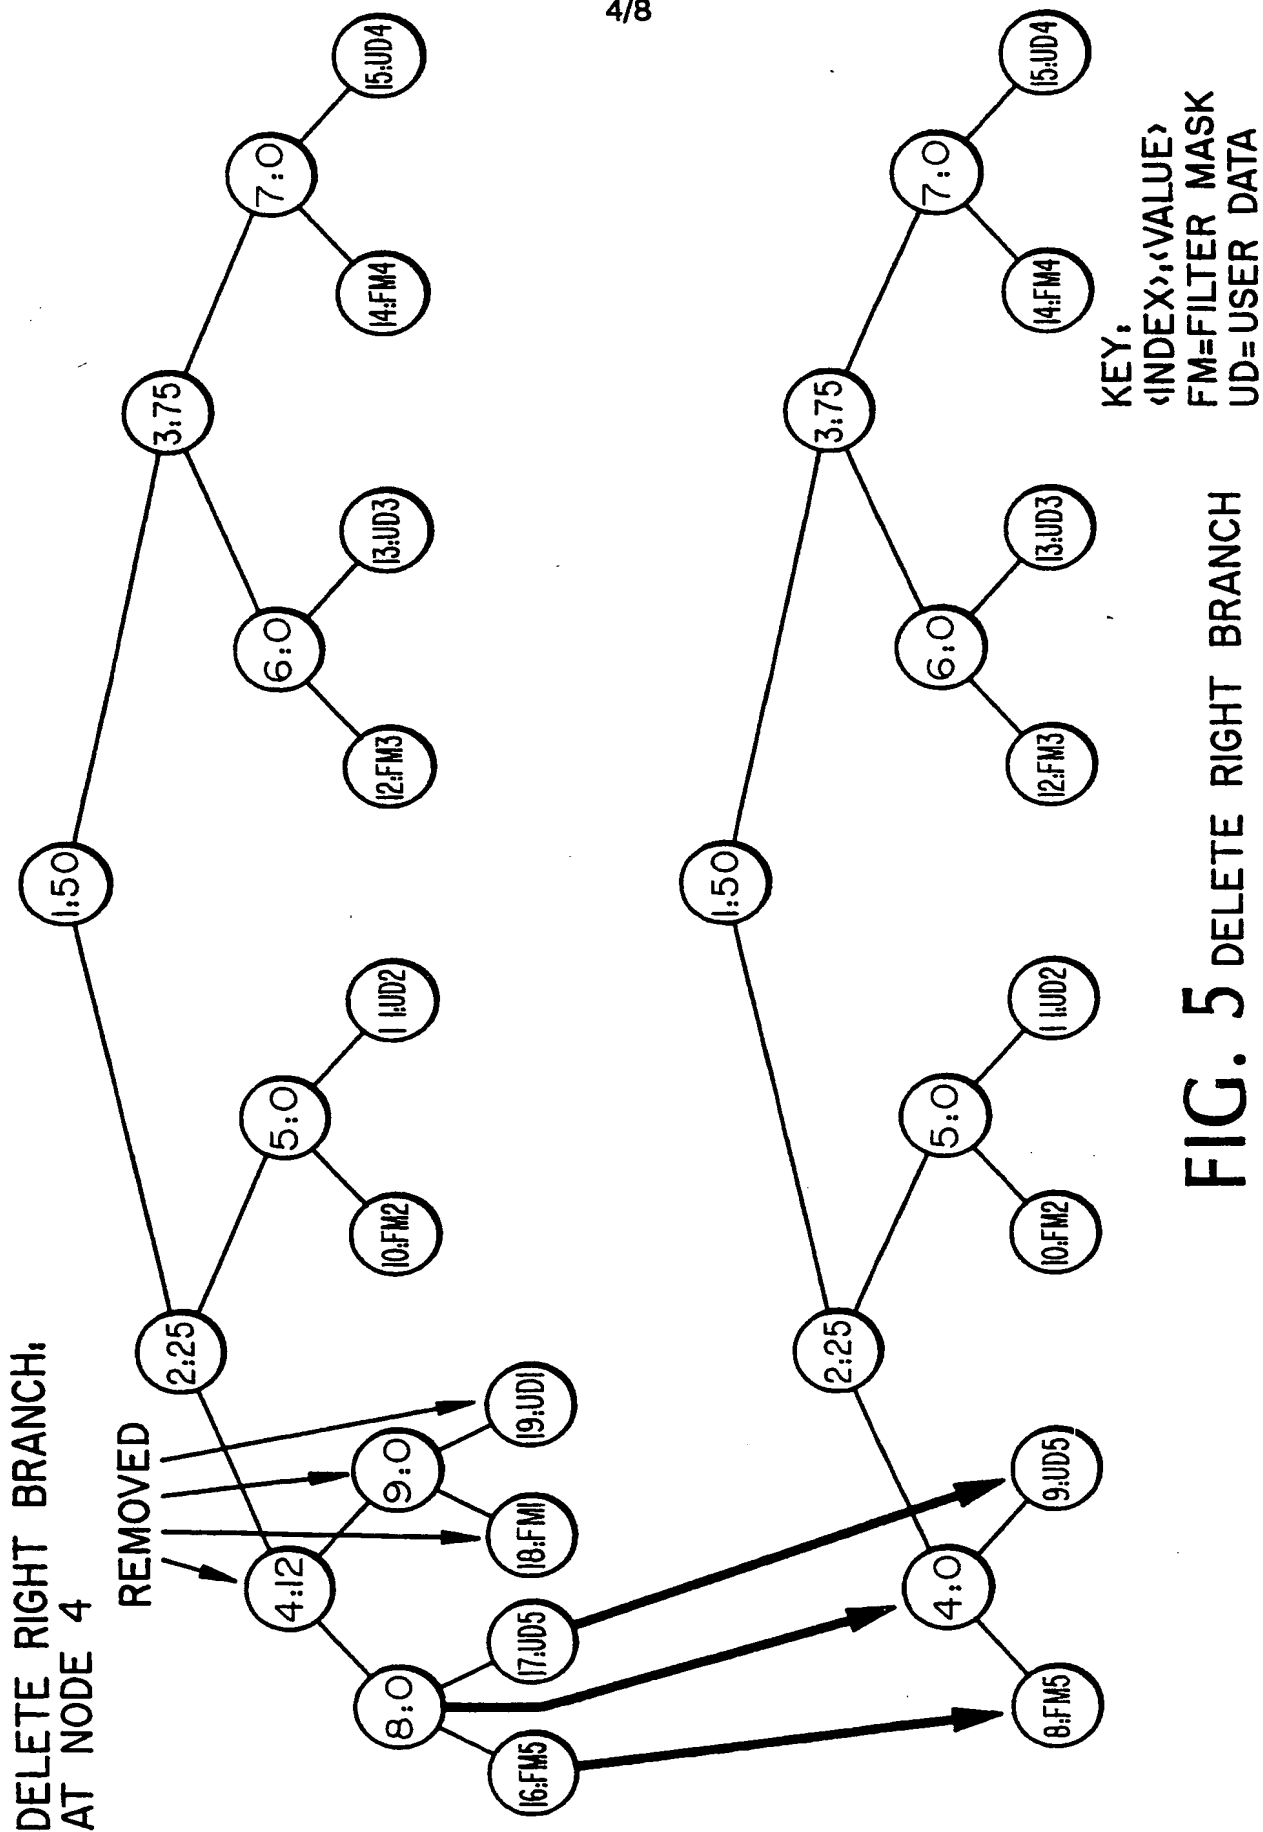 4/8
DELETE RIGHT BRANCH:
AT NODE 4
REMOVED
1:50
2:25
3:75
4:12
5:0
6:0
7:0
8:0
9:0
10:FM2
11:UD2
12:FM3
13:UD3
14:FM4
15:UD4
16:FM5
17:UD5
18:FM1
19:UD1
1:50
2:25
3:75
4:0
5:0
6:0
7:0
8:FM5
9:UD5
10:FM2
11:UD2
12:FM3
13:UD3
14:FM4
15:UD4
KEY:
<INDEX>:<VALUE>
FM=FILTER MASK
UD=USER DATA
FIG. 5 DELETE RIGHT BRANCH